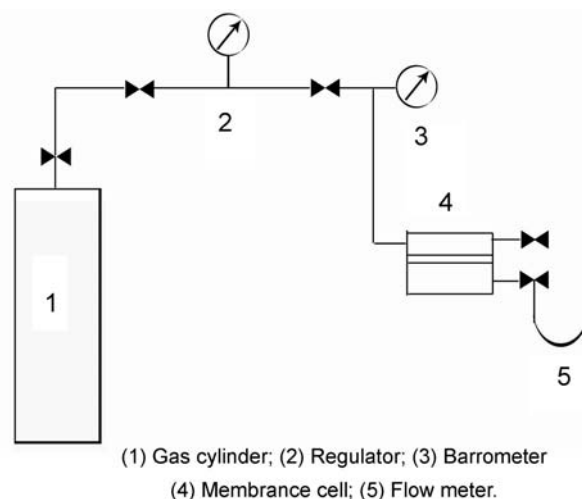 2
3
4
1
5
(1) Gas cylinder; (2) Regulator; (3) Barrometer
(4) Membrance cell; (5) Flow meter.